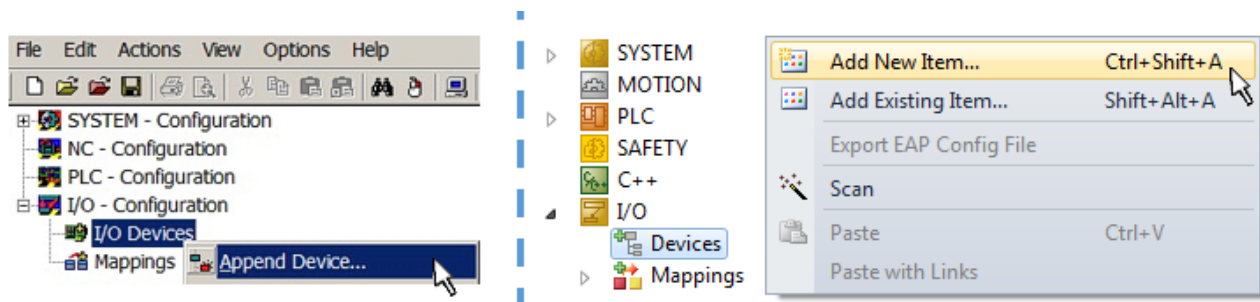 File Edit Actions View Options Help
SYSTEM - Configuration
NC - Configuration
PLC - Configuration
I/O - Configuration
I/O Devices
Mappings
Append Device...
SYSTEM
MOTION
PLC
SAFETY
C++
I/O
Devices
Mappings
Add New Item... Ctrl+Shift+A
Add Existing Item... Shift+Alt+A
Export EAP Config File
Scan
Paste Ctrl+V
Paste with Links